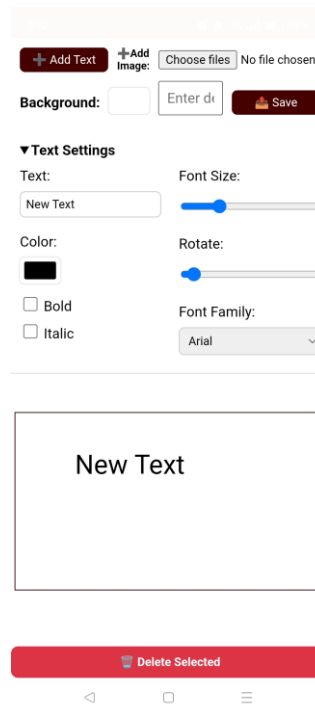 ➕ Add Text
➕Add Image:
Choose files No file chosen
Background:
Enter de
📤 Save
▼Text Settings
Text:
New Text
Font Size:
Color:
Rotate:
Bold
Italic
Font Family:
Arial
New Text
🗑️ Delete Selected